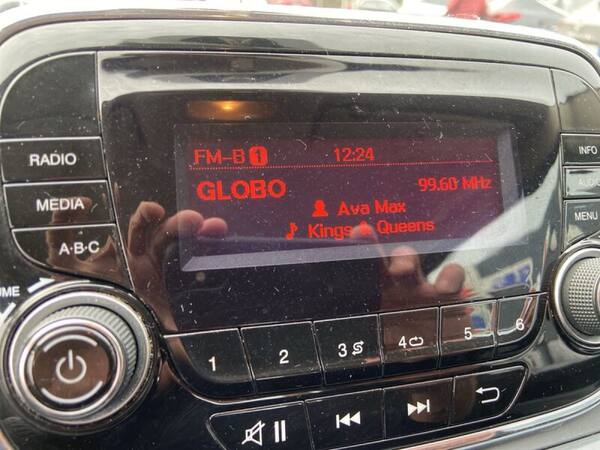 FM-B 1 12:24
GLOBO 99.60 MHz
Ava Max
Kings & Queens
RADIO
MEDIA
A·B·C
INFO
AUDIO
MENU
1 2 3 4 5 6